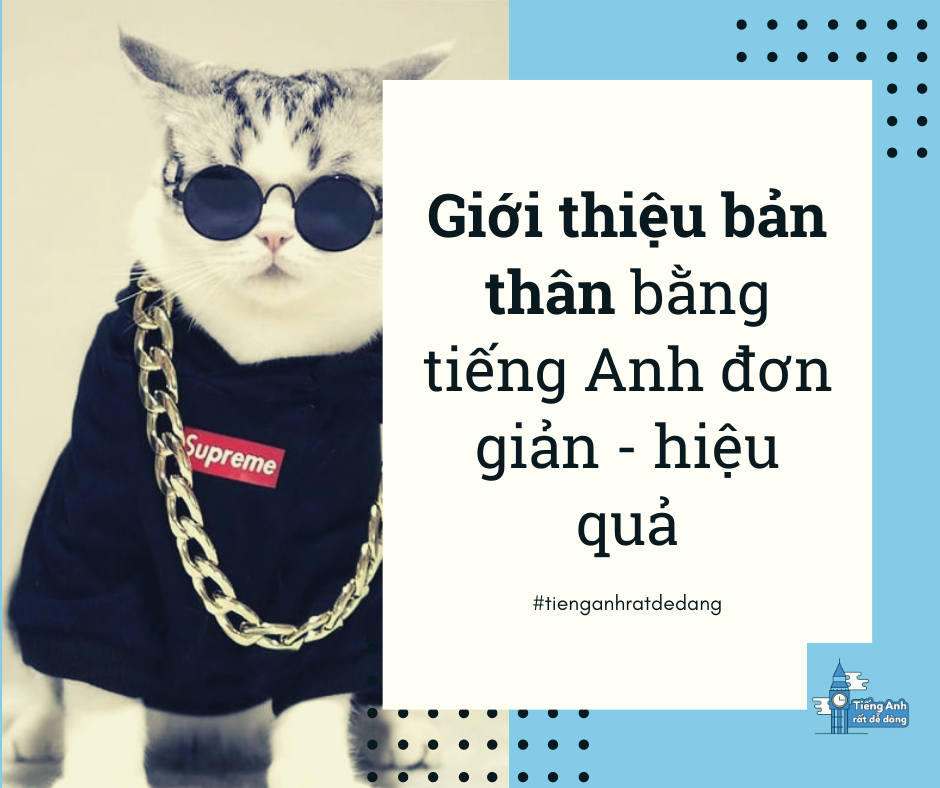 Giới thiệu bản
thân bằng
tiếng Anh đơn
giản - hiệu
quả
#tienganhratdedang
Supreme
Tiếng Anh
rất dễ dàng